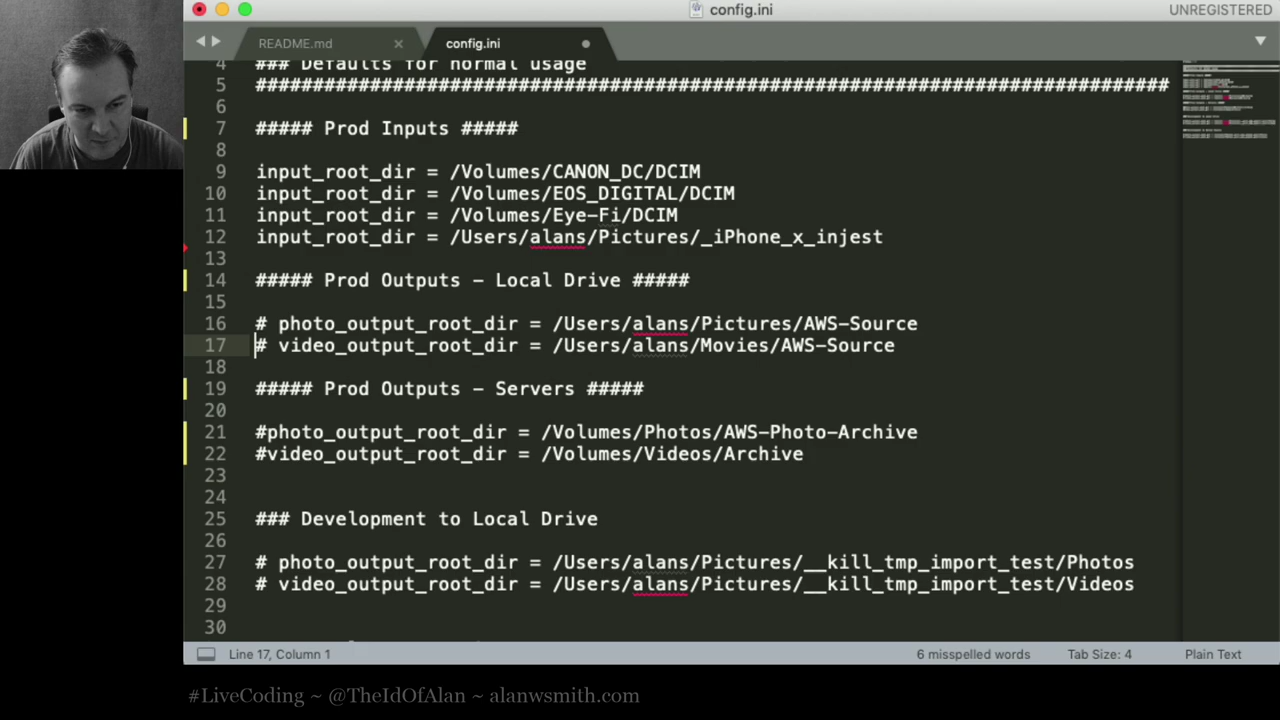 config.ini
UNREGISTERED
README.md
config.ini
4 ### Defaults for normal usage
5 ################################################################################
6
7 ##### Prod Inputs #####
8
9 input_root_dir = /Volumes/CANON_DC/DCIM
10 input_root_dir = /Volumes/EOS_DIGITAL/DCIM
11 input_root_dir = /Volumes/Eye-Fi/DCIM
12 input_root_dir = /Users/alans/Pictures/_iPhone_x_injest
13
14 ##### Prod Outputs - Local Drive #####
15
16 # photo_output_root_dir = /Users/alans/Pictures/AWS-Source
17 # video_output_root_dir = /Users/alans/Movies/AWS-Source
18
19 ##### Prod Outputs - Servers #####
20
21 #photo_output_root_dir = /Volumes/Photos/AWS-Photo-Archive
22 #video_output_root_dir = /Volumes/Videos/Archive
23
24
25 ### Development to Local Drive
26
27 # photo_output_root_dir = /Users/alans/Pictures/__kill_tmp_import_test/Photos
28 # video_output_root_dir = /Users/alans/Pictures/__kill_tmp_import_test/Videos
29
30
Line 17, Column 1
6 misspelled words
Tab Size: 4
Plain Text
#LiveCoding ~ @TheIdOfAlan ~ alanwsmith.com